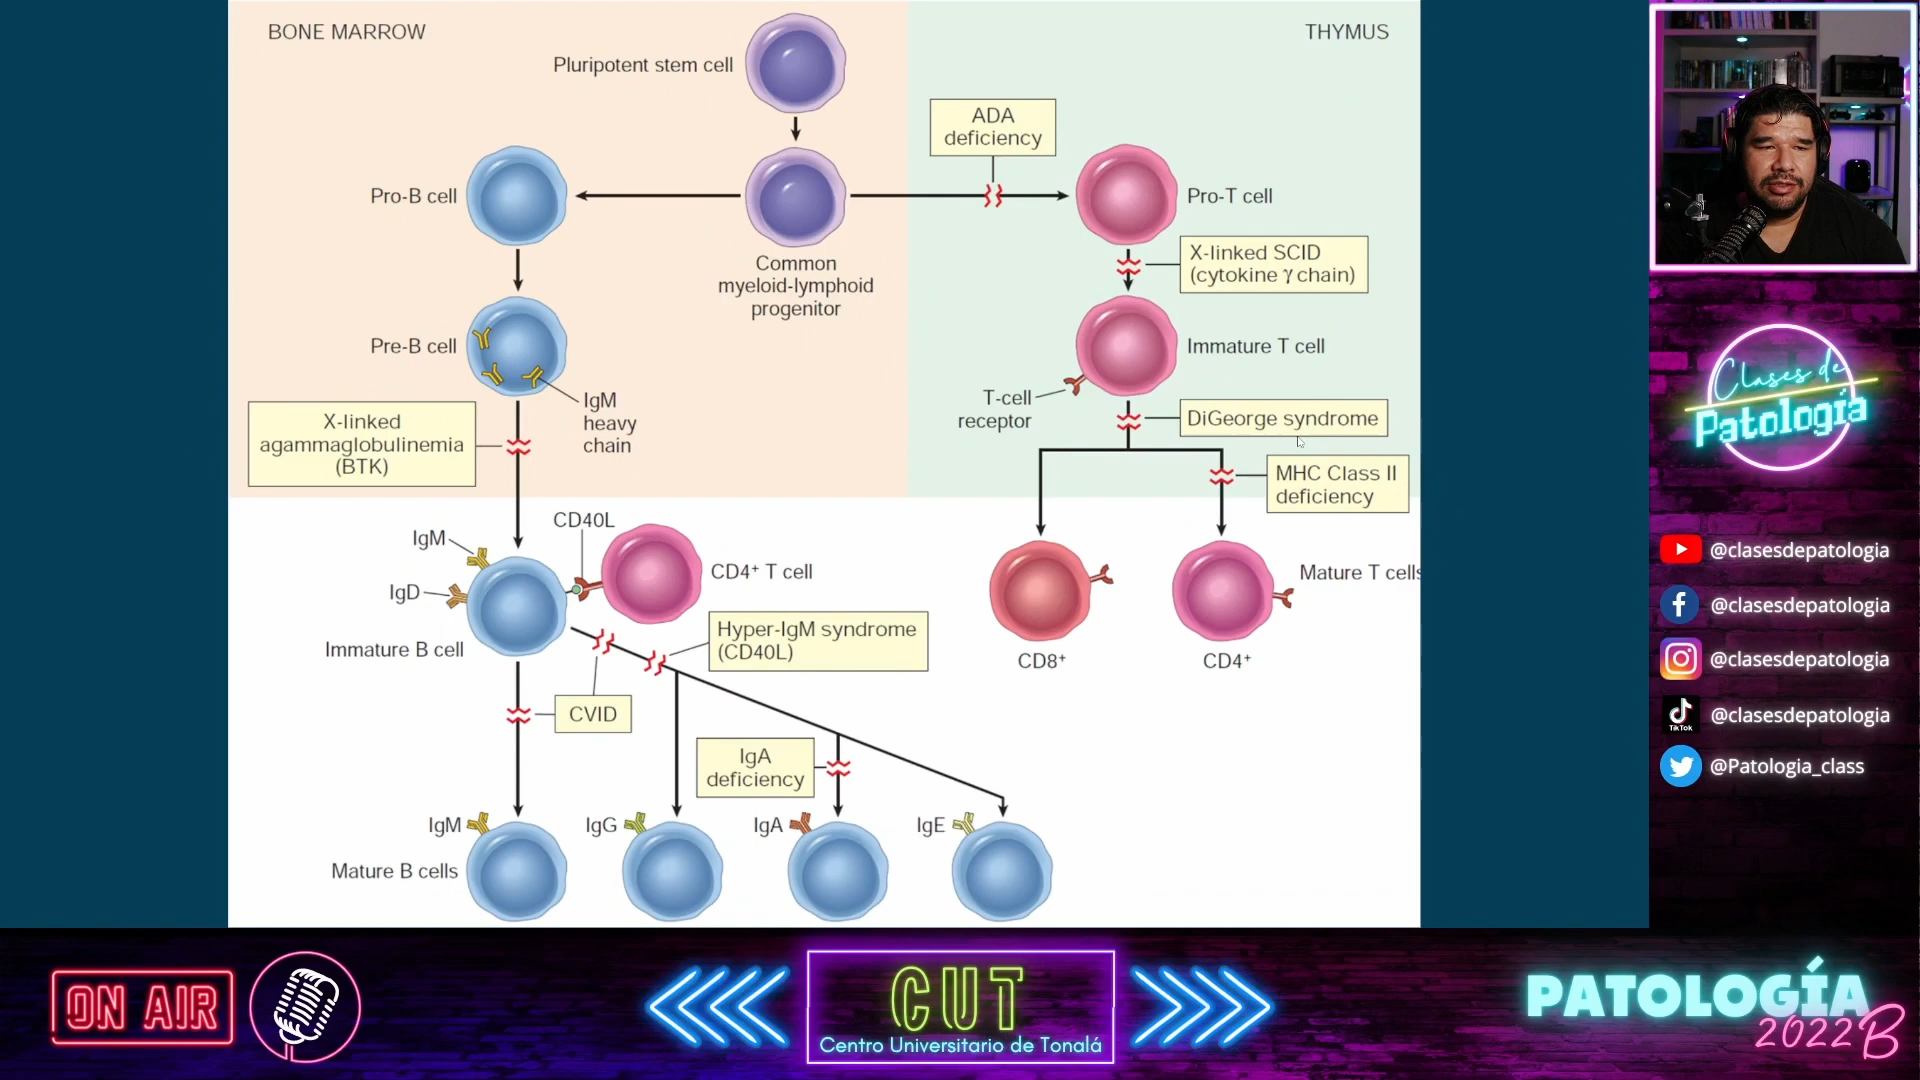 BONE MARROW
THYMUS
Pluripotent stem cell
ADA
deficiency
Pro-B cell
Pro-T cell
Common
myeloid-lymphoid
progenitor
X-linked SCID
(cytokine γ chain)
Pre-B cell
Immature T cell
IgM
heavy
chain
T-cell
receptor
X-linked
agammaglobulinemia
(BTK)
DiGeorge syndrome
MHC Class II
deficiency
IgM
CD40L
IgD
CD4⁺ T cell
Immature B cell
Mature T cells
CD8⁺
CD4⁺
Hyper-IgM syndrome
(CD40L)
CVID
IgA
deficiency
IgM
IgG
IgA
IgE
Mature B cells
Clases de
Patología
@clasesdepatologia
@clasesdepatologia
@clasesdepatologia
TikTok
@clasesdepatologia
@Patologia_class
ON AIR
CUT
Centro Universitario de Tonalá
PATOLOGÍA
2022B